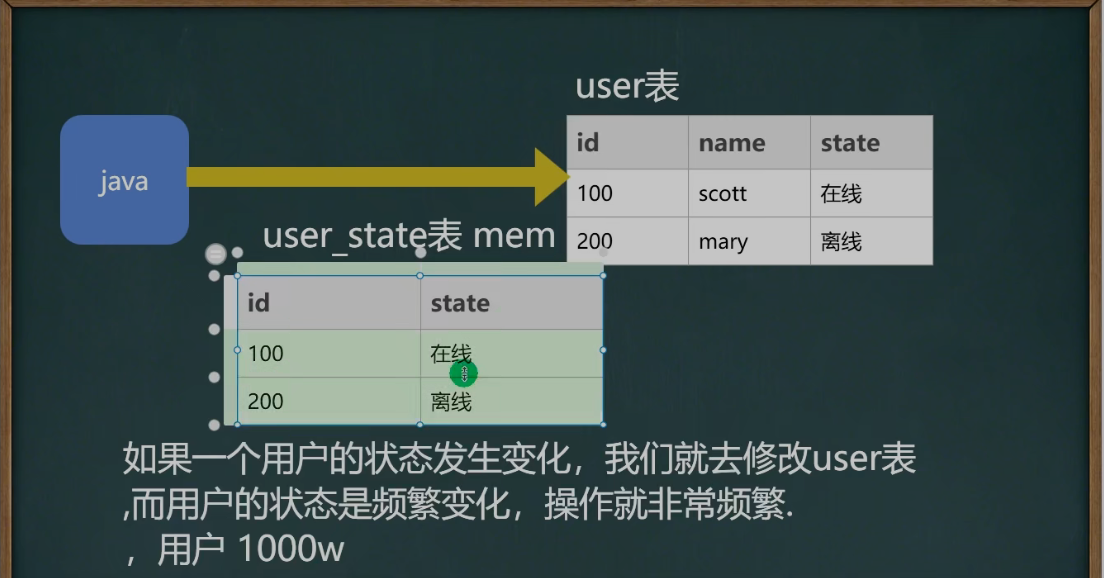 user表
java
id name state
100 scott 在线
200 mary 离线
user_state表 mem
id state
100 在线
200 离线
如果一个用户的状态发生变化，我们就去修改user表
,而用户的状态是频繁变化，操作就非常频繁.
，用户 1000w